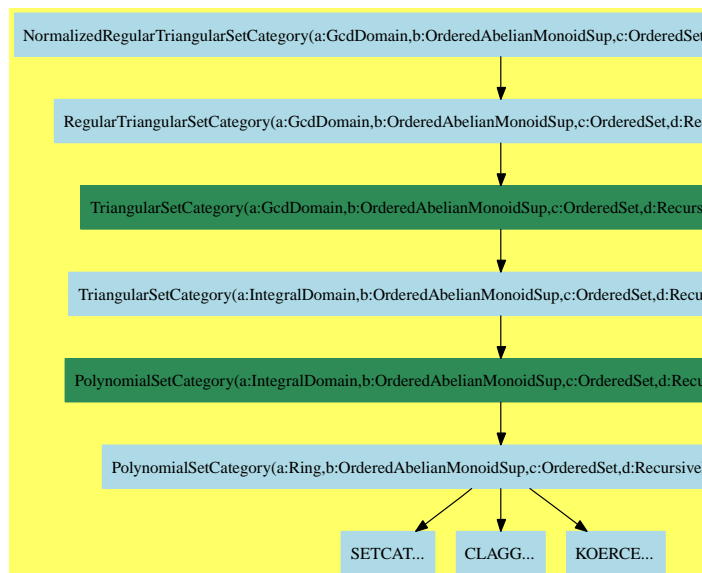 NormalizedRegularTriangularSetCategory(a:GcdDomain,b:OrderedAbelianMonoidSup,c:OrderedSet
RegularTriangularSetCategory(a:GcdDomain,b:OrderedAbelianMonoidSup,c:OrderedSet,d:Re
TriangularSetCategory(a:GcdDomain,b:OrderedAbelianMonoidSup,c:OrderedSet,d:Recurs
TriangularSetCategory(a:IntegralDomain,b:OrderedAbelianMonoidSup,c:OrderedSet,d:Recu
PolynomialSetCategory(a:IntegralDomain,b:OrderedAbelianMonoidSup,c:OrderedSet,d:Recu
PolynomialSetCategory(a:Ring,b:OrderedAbelianMonoidSup,c:OrderedSet,d:Recursive
SETCAT... CLAGG... KOERCE...